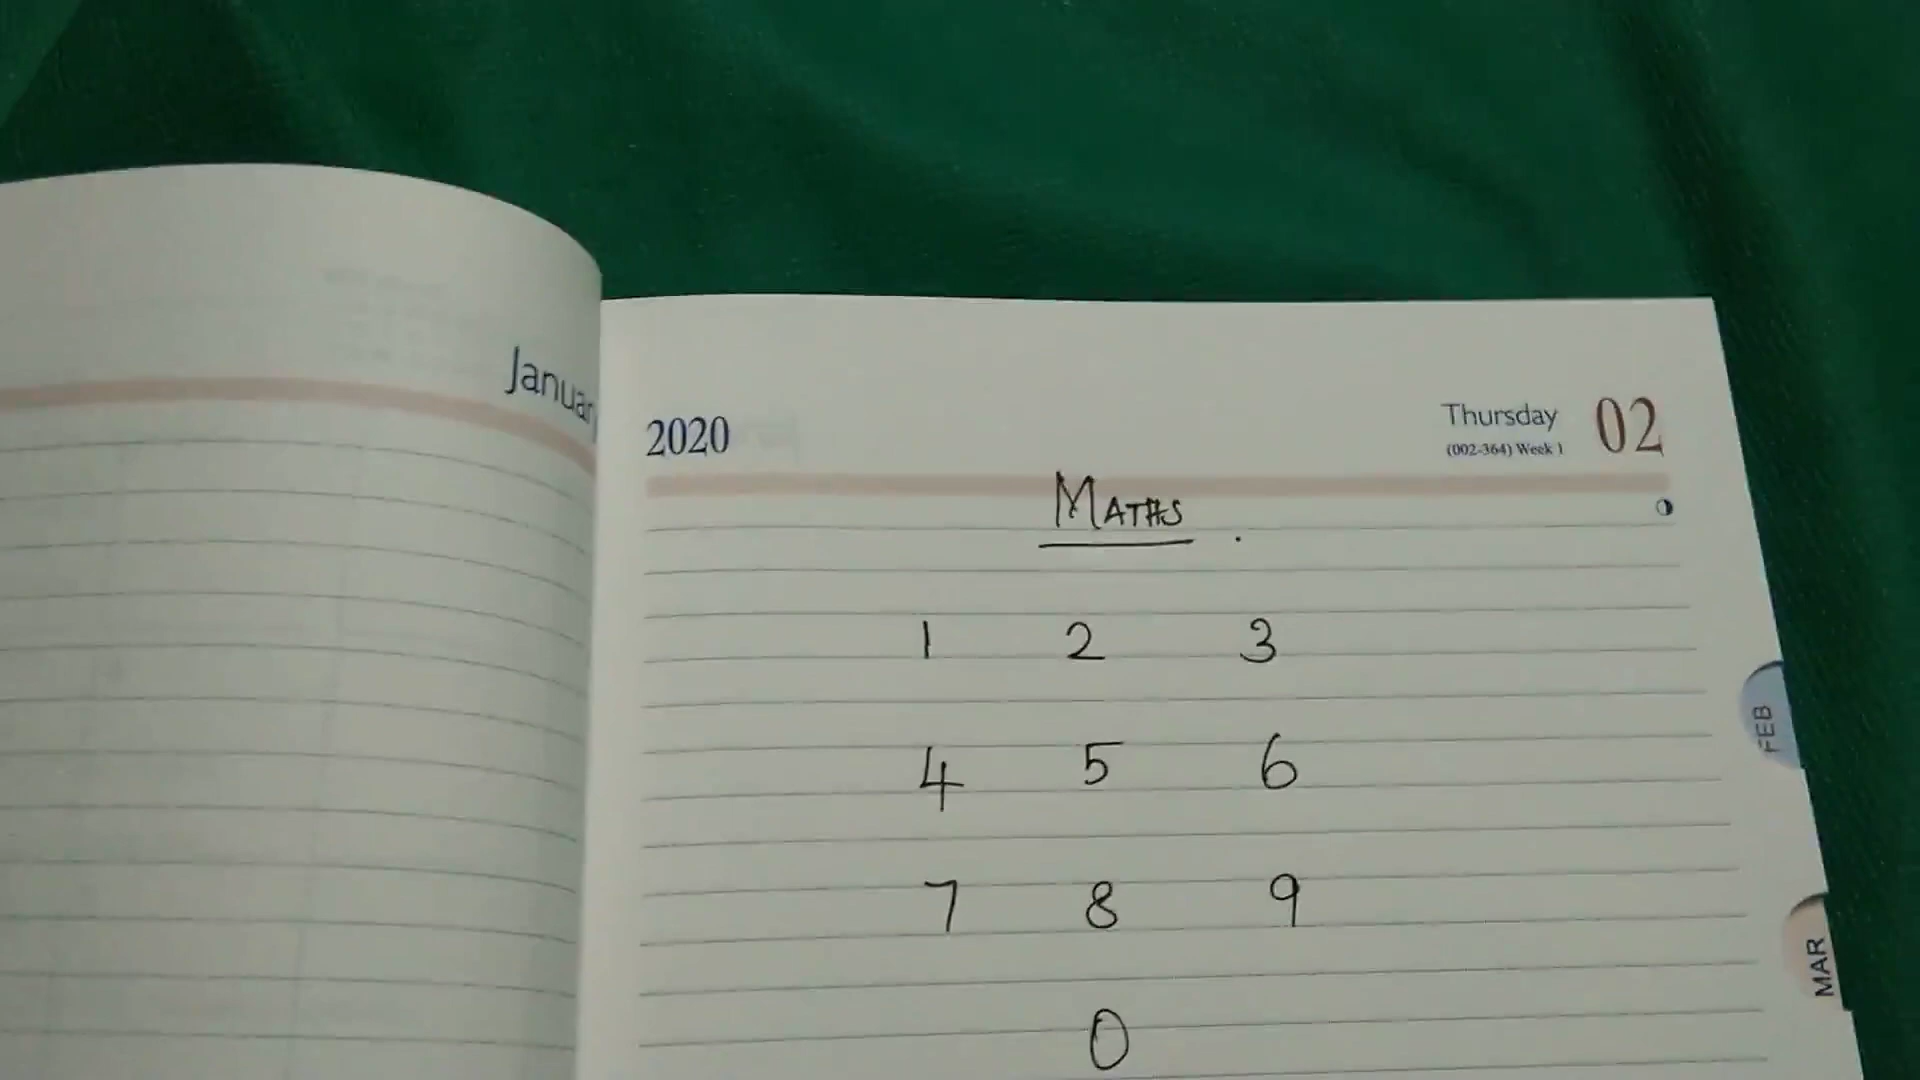 Januar
2020
Thursday 02
(002-364) Week 1
MATHS .
1 2 3
4 5 6
FEB
7 8 9
MAR
0